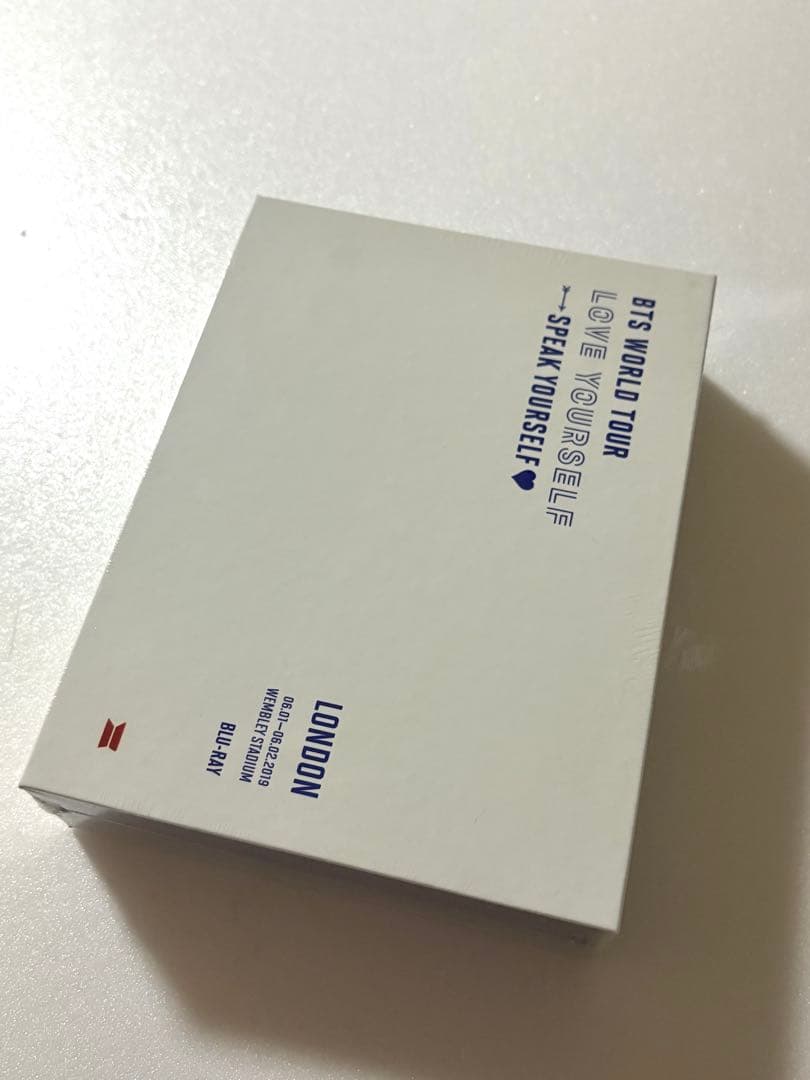 BTS WORLD TOUR
LOVE YOURSELF
SPEAK YOURSELF
LONDON
06.01–06.02.2019
WEMBLEY STADIUM
BLU-RAY